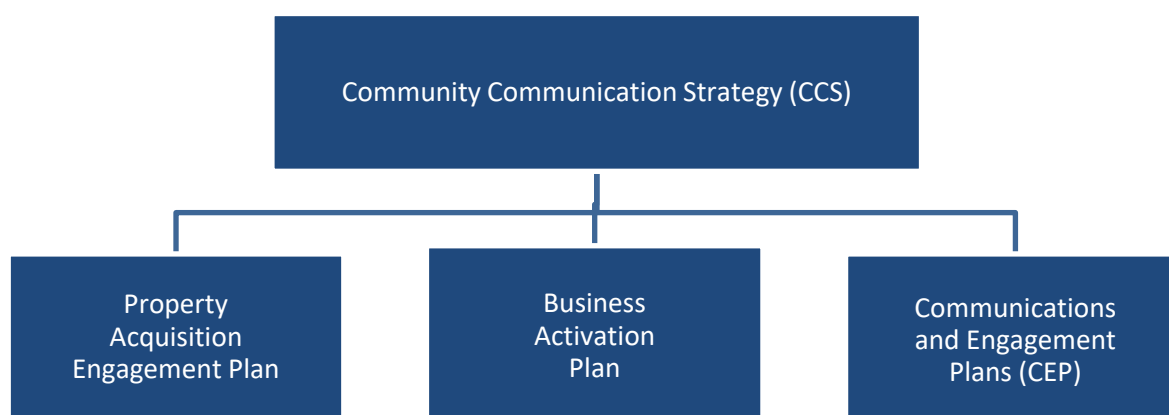 Community Communication Strategy (CCS)
Property
Acquisition
Engagement Plan
Business
Activation
Plan
Communications
and Engagement
Plans (CEP)